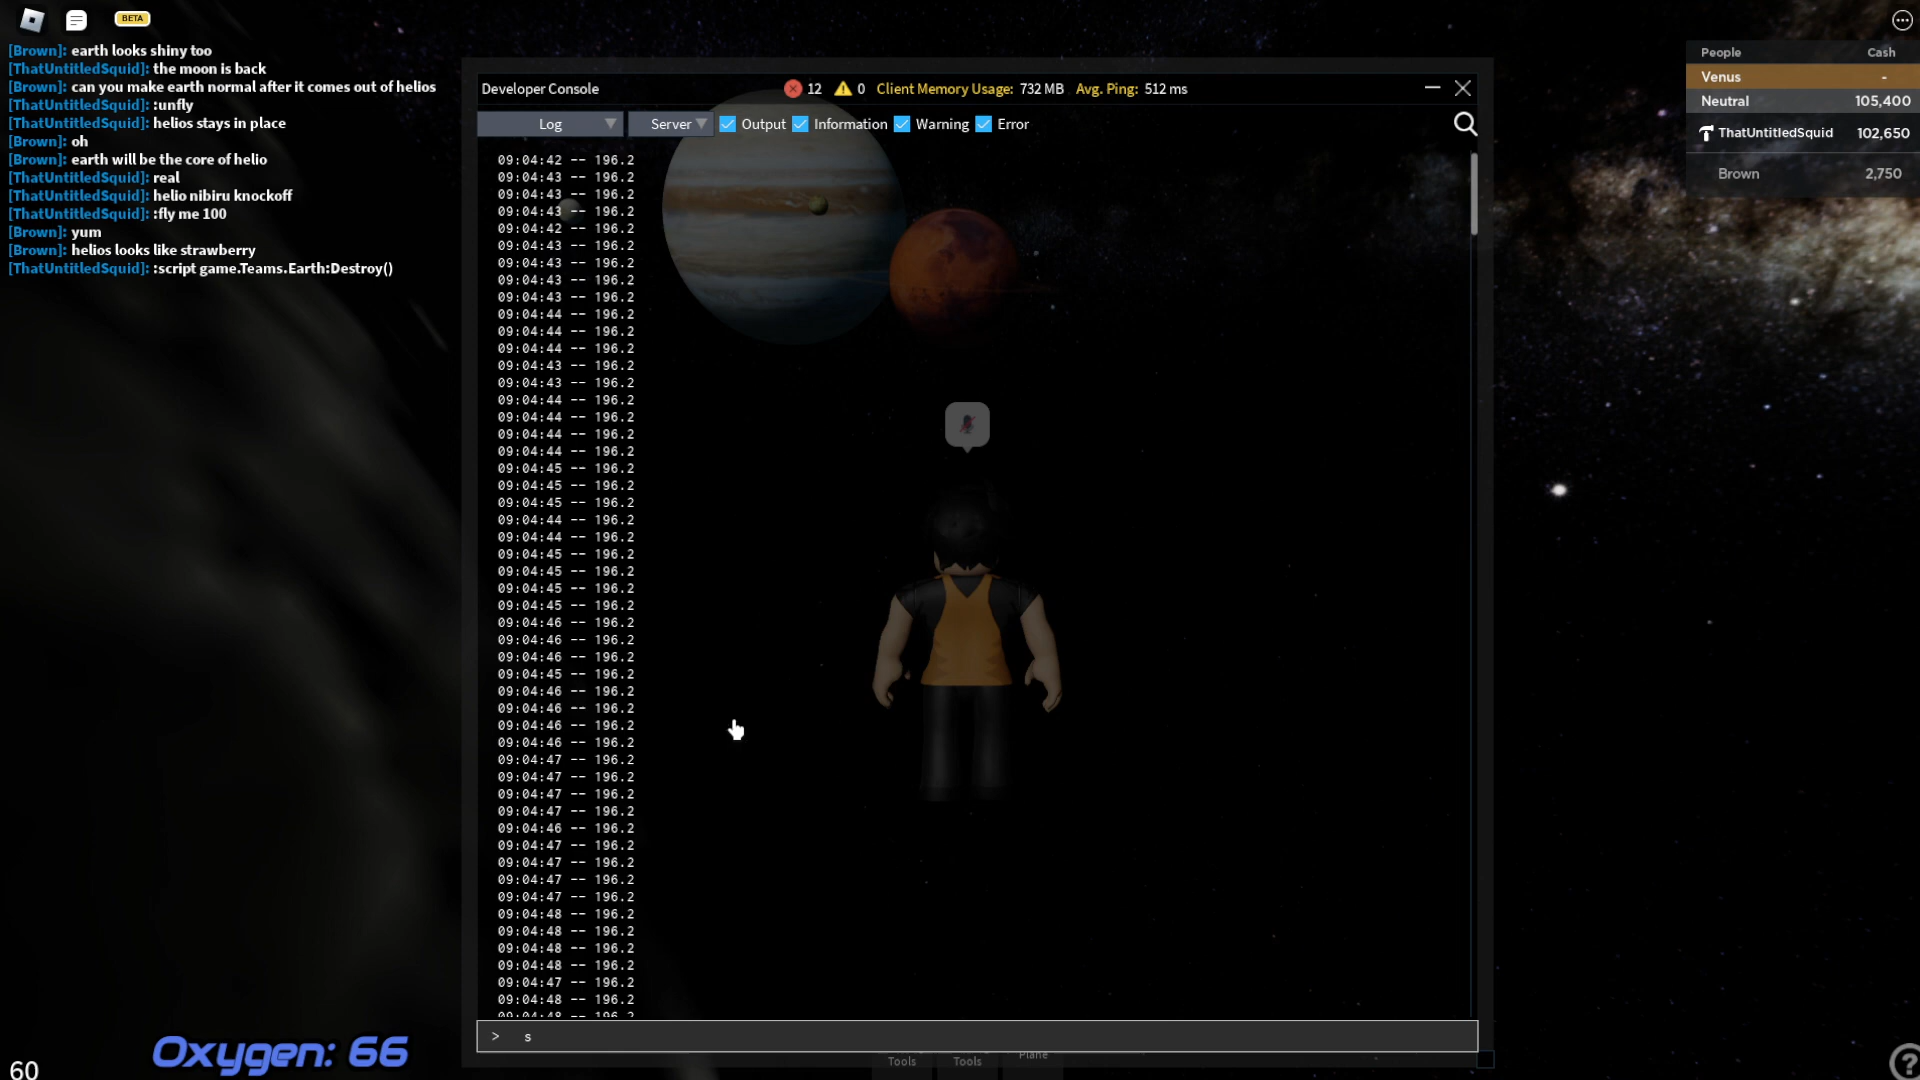 BETA
[Brown]: earth looks shiny too
[ThatUntitledSquid]: the moon is back
[Brown]: can you make earth normal after it comes out of helios
[ThatUntitledSquid]: :unfly
[ThatUntitledSquid]: helios stays in place
[Brown]: oh
[Brown]: earth will be the core of helio
[ThatUntitledSquid]: real
[ThatUntitledSquid]: helio nibiru knockoff
[ThatUntitledSquid]: :fly me 100
[Brown]: yum
[Brown]: helios looks like strawberry
[ThatUntitledSquid]: :script game.Teams.Earth:Destroy()
Developer Console 12 0 Client Memory Usage: 732 MB Avg. Ping: 512 ms
Log Server Output Information Warning Error
09:04:42 -- 196.2
09:04:43 -- 196.2
09:04:43 -- 196.2
09:04:43 -- 196.2
09:04:42 -- 196.2
09:04:43 -- 196.2
09:04:43 -- 196.2
09:04:43 -- 196.2
09:04:43 -- 196.2
09:04:44 -- 196.2
09:04:44 -- 196.2
09:04:44 -- 196.2
09:04:43 -- 196.2
09:04:43 -- 196.2
09:04:44 -- 196.2
09:04:44 -- 196.2
09:04:44 -- 196.2
09:04:44 -- 196.2
09:04:45 -- 196.2
09:04:45 -- 196.2
09:04:45 -- 196.2
09:04:44 -- 196.2
09:04:44 -- 196.2
09:04:45 -- 196.2
09:04:45 -- 196.2
09:04:45 -- 196.2
09:04:45 -- 196.2
09:04:46 -- 196.2
09:04:46 -- 196.2
09:04:46 -- 196.2
09:04:45 -- 196.2
09:04:46 -- 196.2
09:04:46 -- 196.2
09:04:46 -- 196.2
09:04:46 -- 196.2
09:04:47 -- 196.2
09:04:47 -- 196.2
09:04:47 -- 196.2
09:04:47 -- 196.2
09:04:46 -- 196.2
09:04:47 -- 196.2
09:04:47 -- 196.2
09:04:47 -- 196.2
09:04:47 -- 196.2
09:04:48 -- 196.2
09:04:48 -- 196.2
09:04:48 -- 196.2
09:04:48 -- 196.2
09:04:47 -- 196.2
09:04:48 -- 196.2
09:04:48 -- 196.2
> s
People Cash
Venus -
Neutral 105,400
ThatUntitledSquid 102,650
Brown 2,750
Oxygen: 66
60
Tools Tools Plane
?